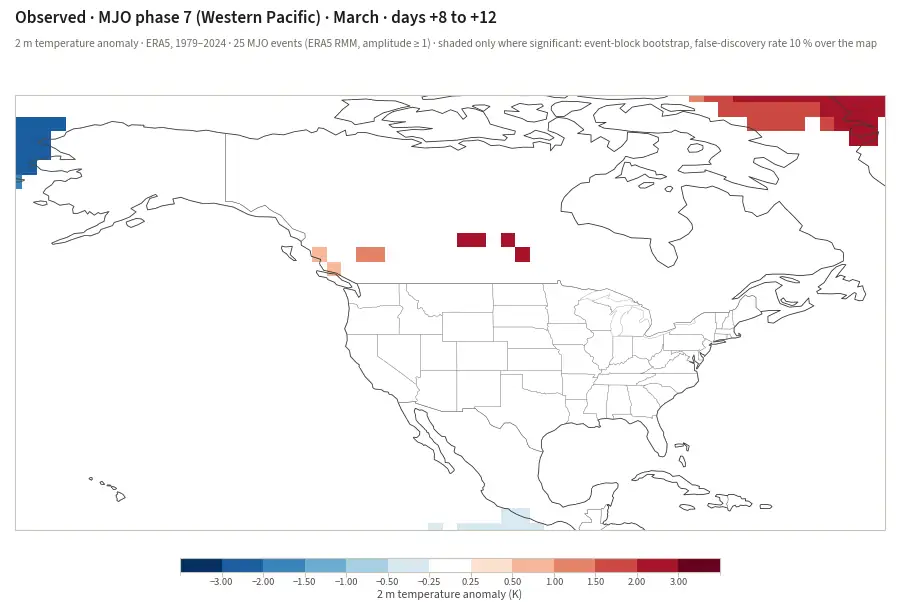 Observed · MJO phase 7 (Western Pacific) · March · days +8 to +12
2 m temperature anomaly · ERA5, 1979–2024 · 25 MJO events (ERA5 RMM, amplitude ≥ 1) · shaded only where significant: event-block bootstrap, false-discovery rate 10 % over the map
−3.00 −2.00 −1.50 −1.00 −0.50 −0.25 0.25 0.50 1.00 1.50 2.00 3.00
2 m temperature anomaly (K)